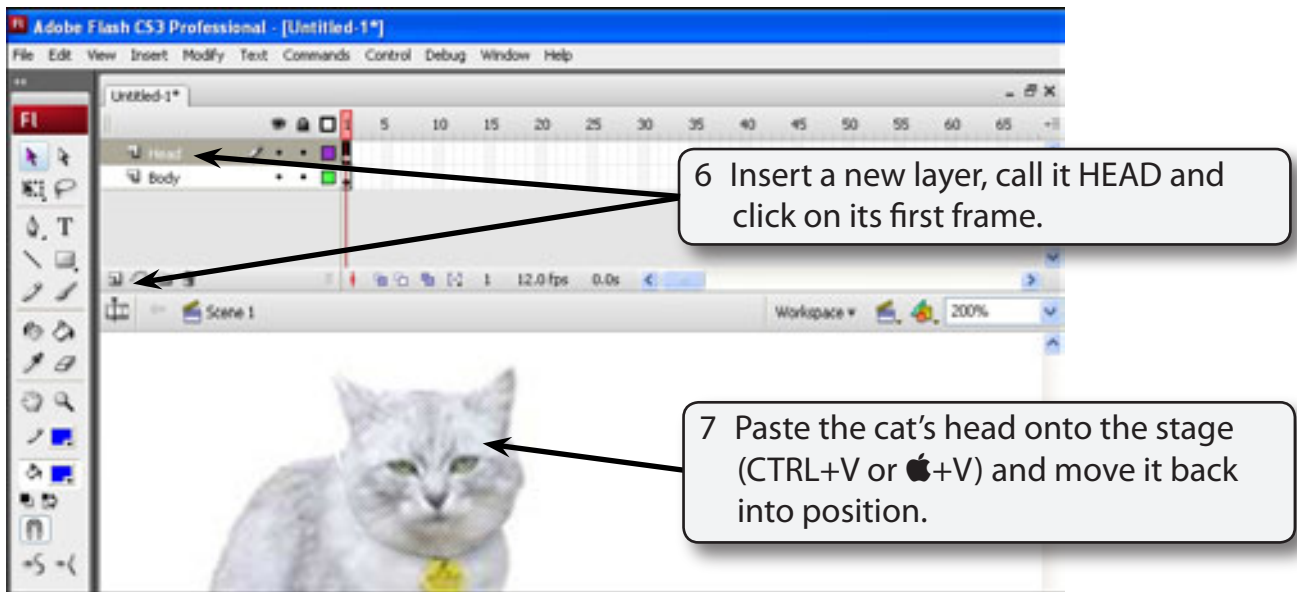 Adobe Flash CS3 Professional - [Untitled-1*]
File Edit View Insert Modify Text Commands Control Debug Window Help
Untitled-1*
Fl
1 5 10 15 20 25 30 35 40 45 50 55 60 65
Head
Body
6 Insert a new layer, call it HEAD and
click on its first frame.
1 12.0 fps 0.0s
Scene 1
Workspace
200%
7 Paste the cat's head onto the stage
(CTRL+V or +V) and move it back
into position.